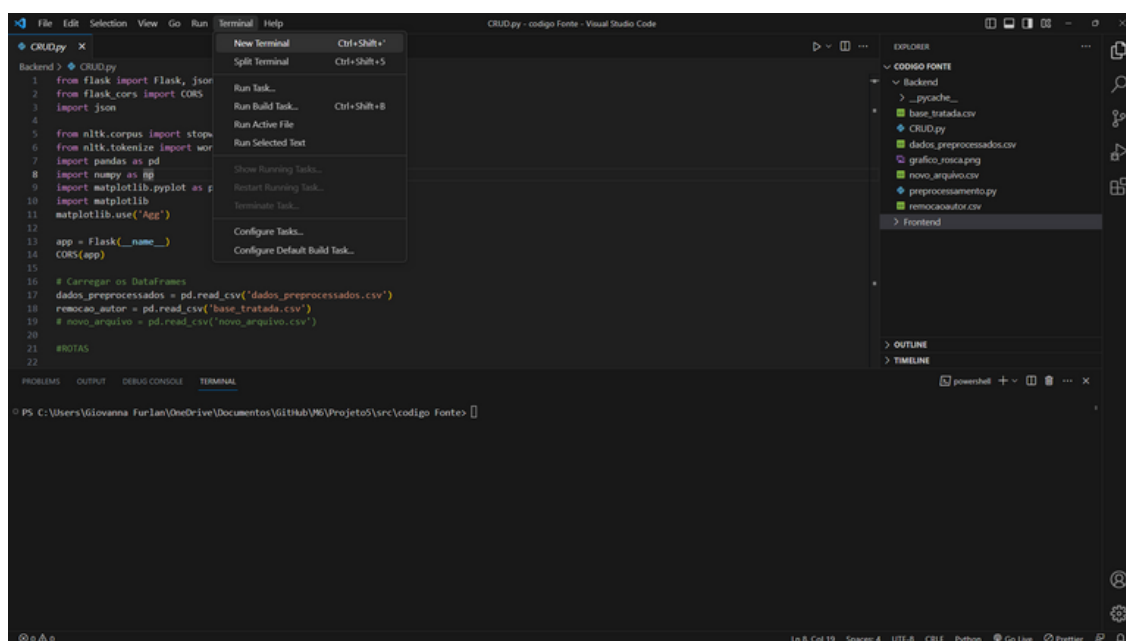 File Edit Selection View Go Run Terminal Help
CRUD.py - codigo Fonte - Visual Studio Code
CRUD.py
Backend > CRUD.py
New Terminal Ctrl+Shift+'
Split Terminal Ctrl+Shift+5
Run Task...
Run Build Task... Ctrl+Shift+B
Run Active File
Run Selected Text
Show Running Tasks...
Restart Running Task...
Terminate Task...
Configure Tasks...
Configure Default Build Task...
1 from flask import Flask, json
2 from flask_cors import CORS
3 import json
4
5 from nltk.corpus import stopw
6 from nltk.tokenize import wor
7 import pandas as pd
8 import numpy as np
9 import matplotlib.pyplot as p
10 import matplotlib
11 matplotlib.use('Agg')
12
13 app = Flask(__name__)
14 CORS(app)
15
16 # Carregar os DataFrames
17 dados_preprocessados = pd.read_csv('dados_preprocessados.csv')
18 remocao_autor = pd.read_csv('base_tratada.csv')
19 # novo_arquivo = pd.read_csv('novo_arquivo.csv')
20
21 #ROTAS
22
EXPLORER
CODIGO FONTE
Backend
__pycache__
base_tratada.csv
CRUD.py
dados_preprocessados.csv
grafico_rosca.png
novo_arquivo.csv
preprocessamento.py
remocaoautor.csv
Frontend
OUTLINE
TIMELINE
PROBLEMS OUTPUT DEBUG CONSOLE TERMINAL
powershell
PS C:\Users\Giovanna Furlan\OneDrive\Documentos\GitHub\M6\Projeto5\src\codigo Fonte>
0 0
Ln 8, Col 19 Spaces: 4 UTF-8 CRLF Python Go Live Prettier